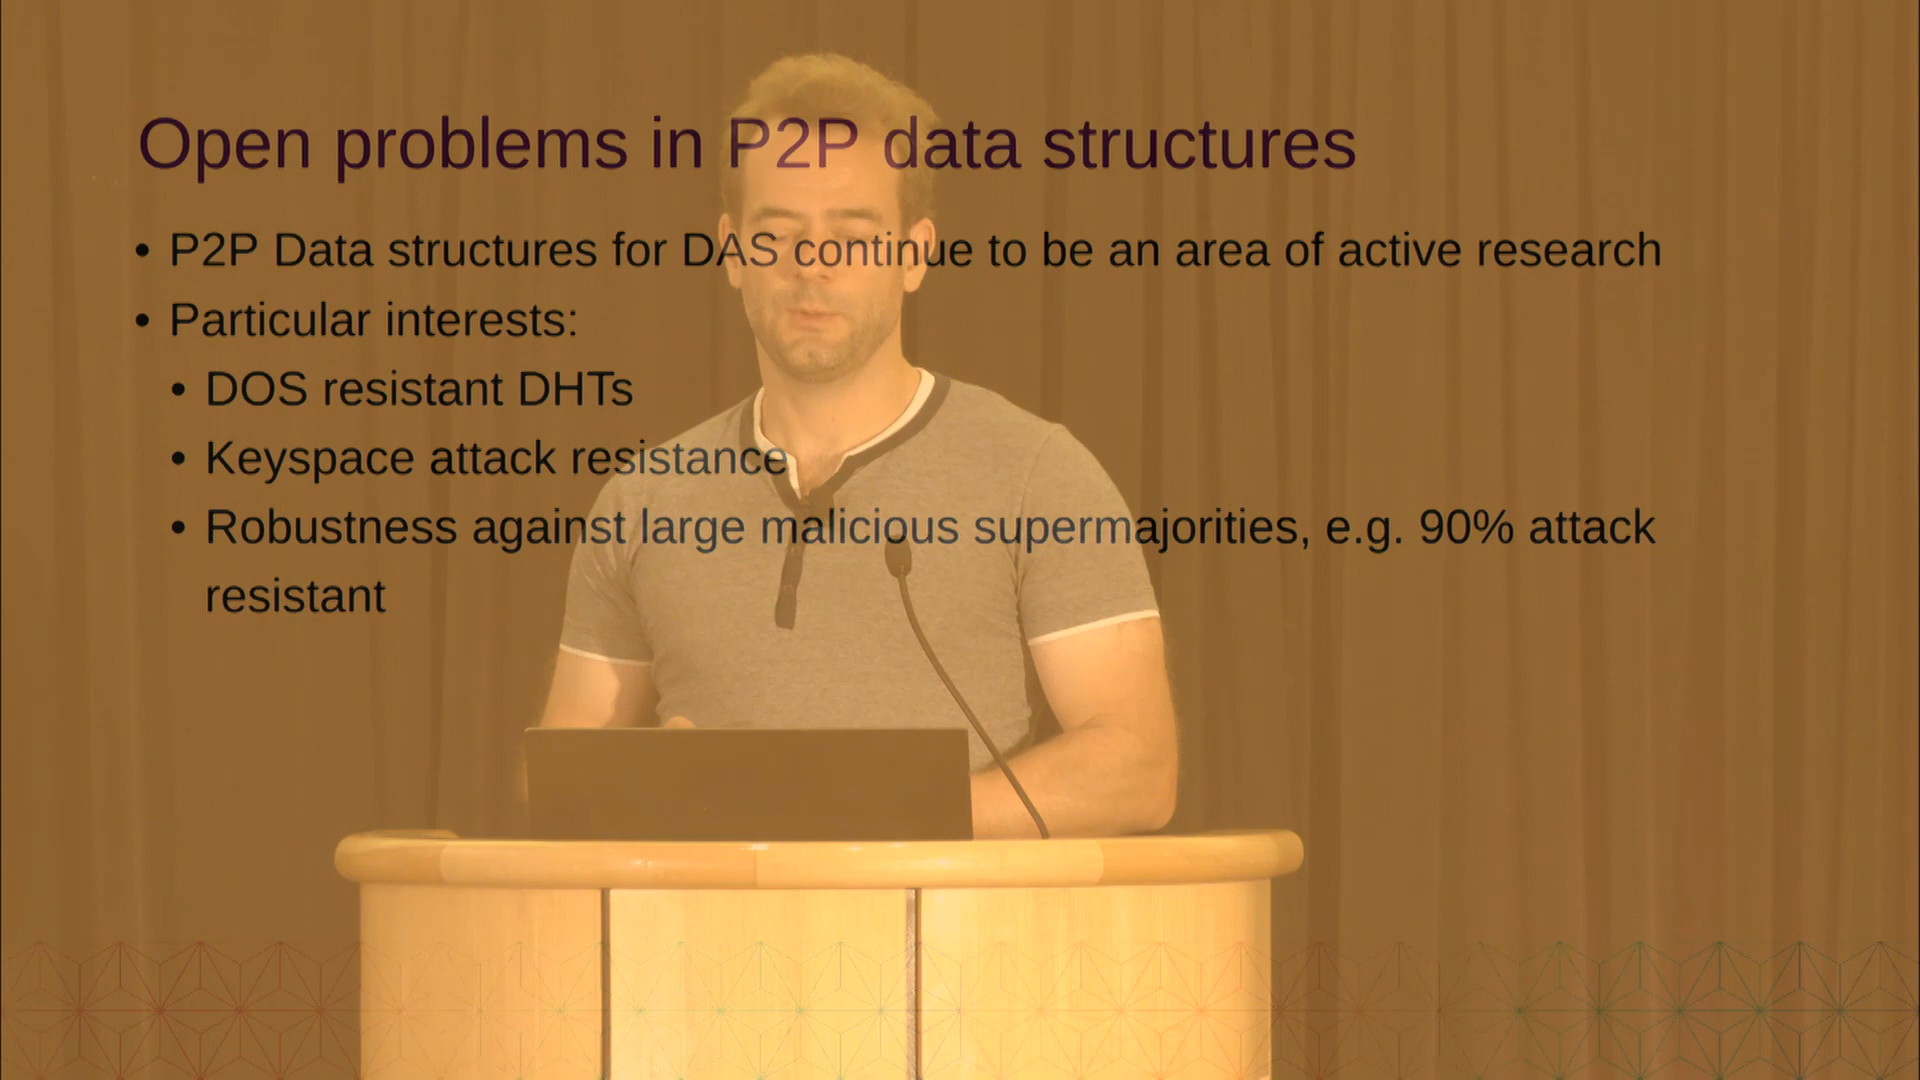 Open problems in P2P data structures
• P2P Data structures for DAS continue to be an area of active research
• Particular interests:
• DOS resistant DHTs
• Keyspace attack resistance
• Robustness against large malicious supermajorities, e.g. 90% attack
resistant